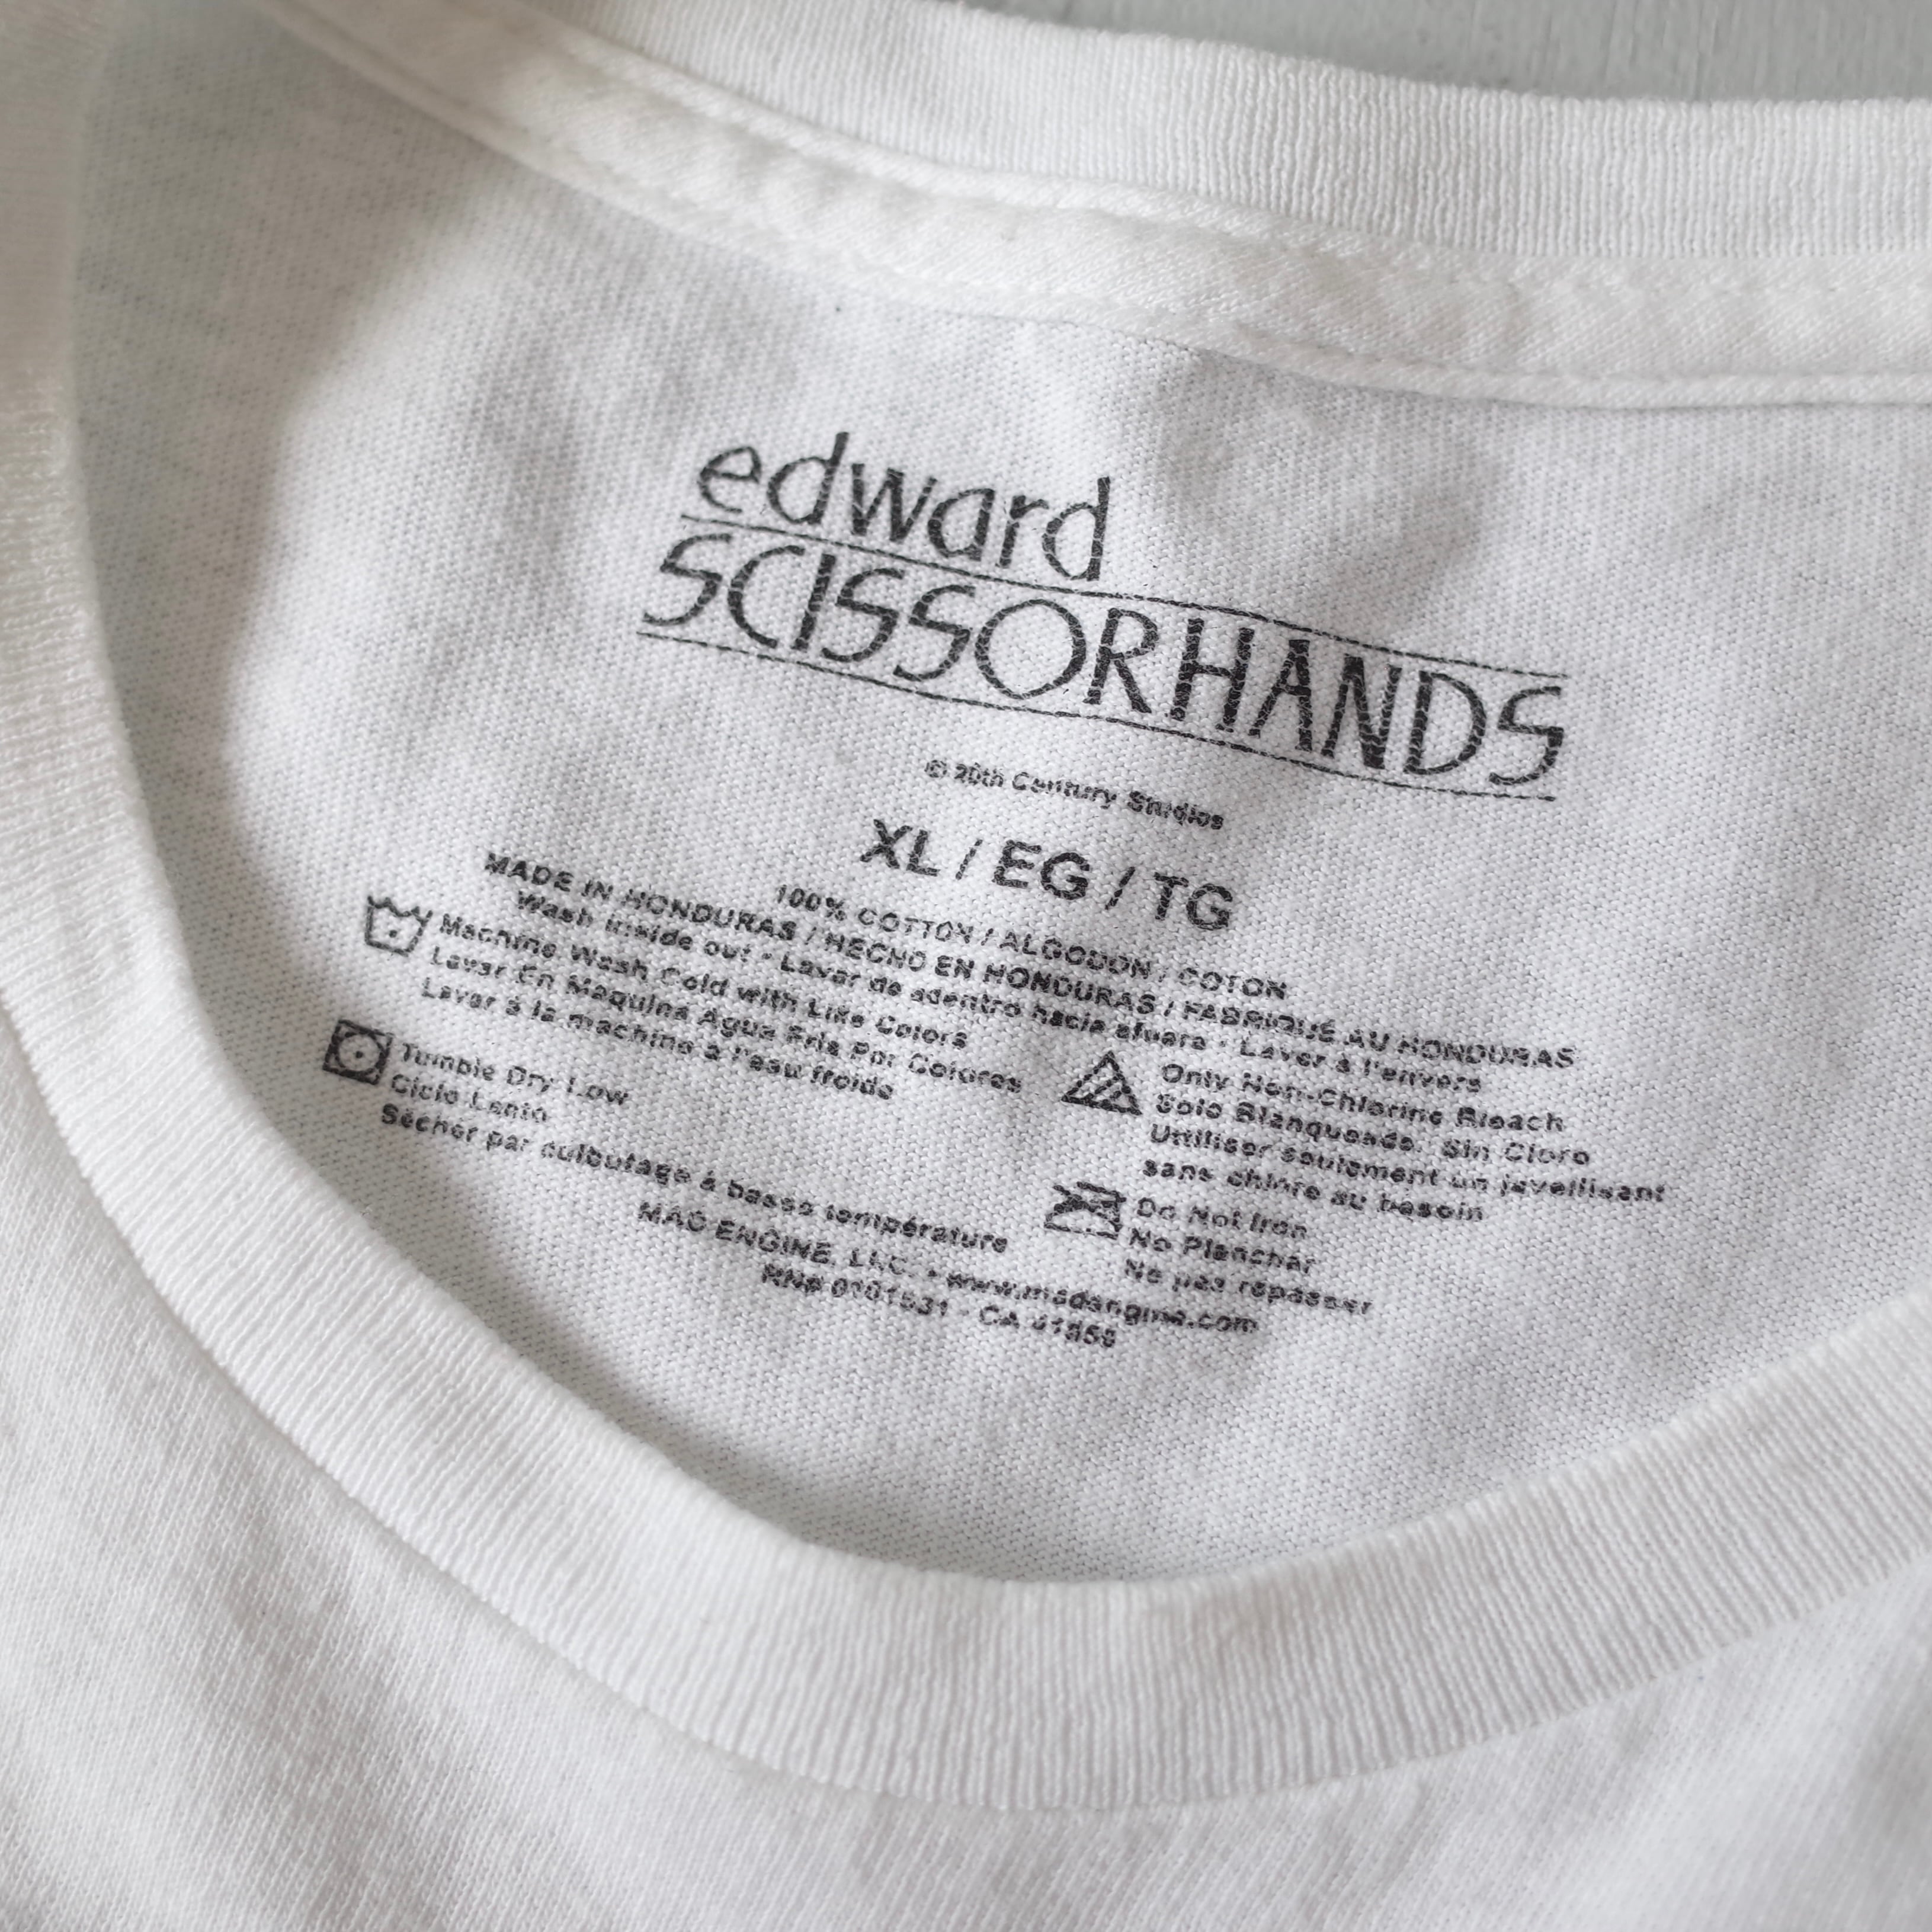 edward
SCISSORHANDS
© 20th Century Studios
XL / EG / TG
100% COTTON / ALGODON / COTON
MADE IN HONDURAS / HECHO EN HONDURAS / FABRIQUÉ AU HONDURAS
Wash inside out - Lavar de adentro hacia afuera - Laver à l'envers
Machine Wash Cold with Like Colors
Lavar En Maquina Agua Fria Por Colores
Laver à la machine à l'eau froide
Only Non-Chlorine Bleach
Solo Blanqueado. Sin Cloro
Utiliser seulement un javellisant
sans chlore au besoin
Tumble Dry Low
Ciclo Lento
Sécher par culbutage à basse température
Do Not Iron
No Planchar
Ne pas repasser
MAD ENGINE, LLC. - www.madengine.com
RN# - CA